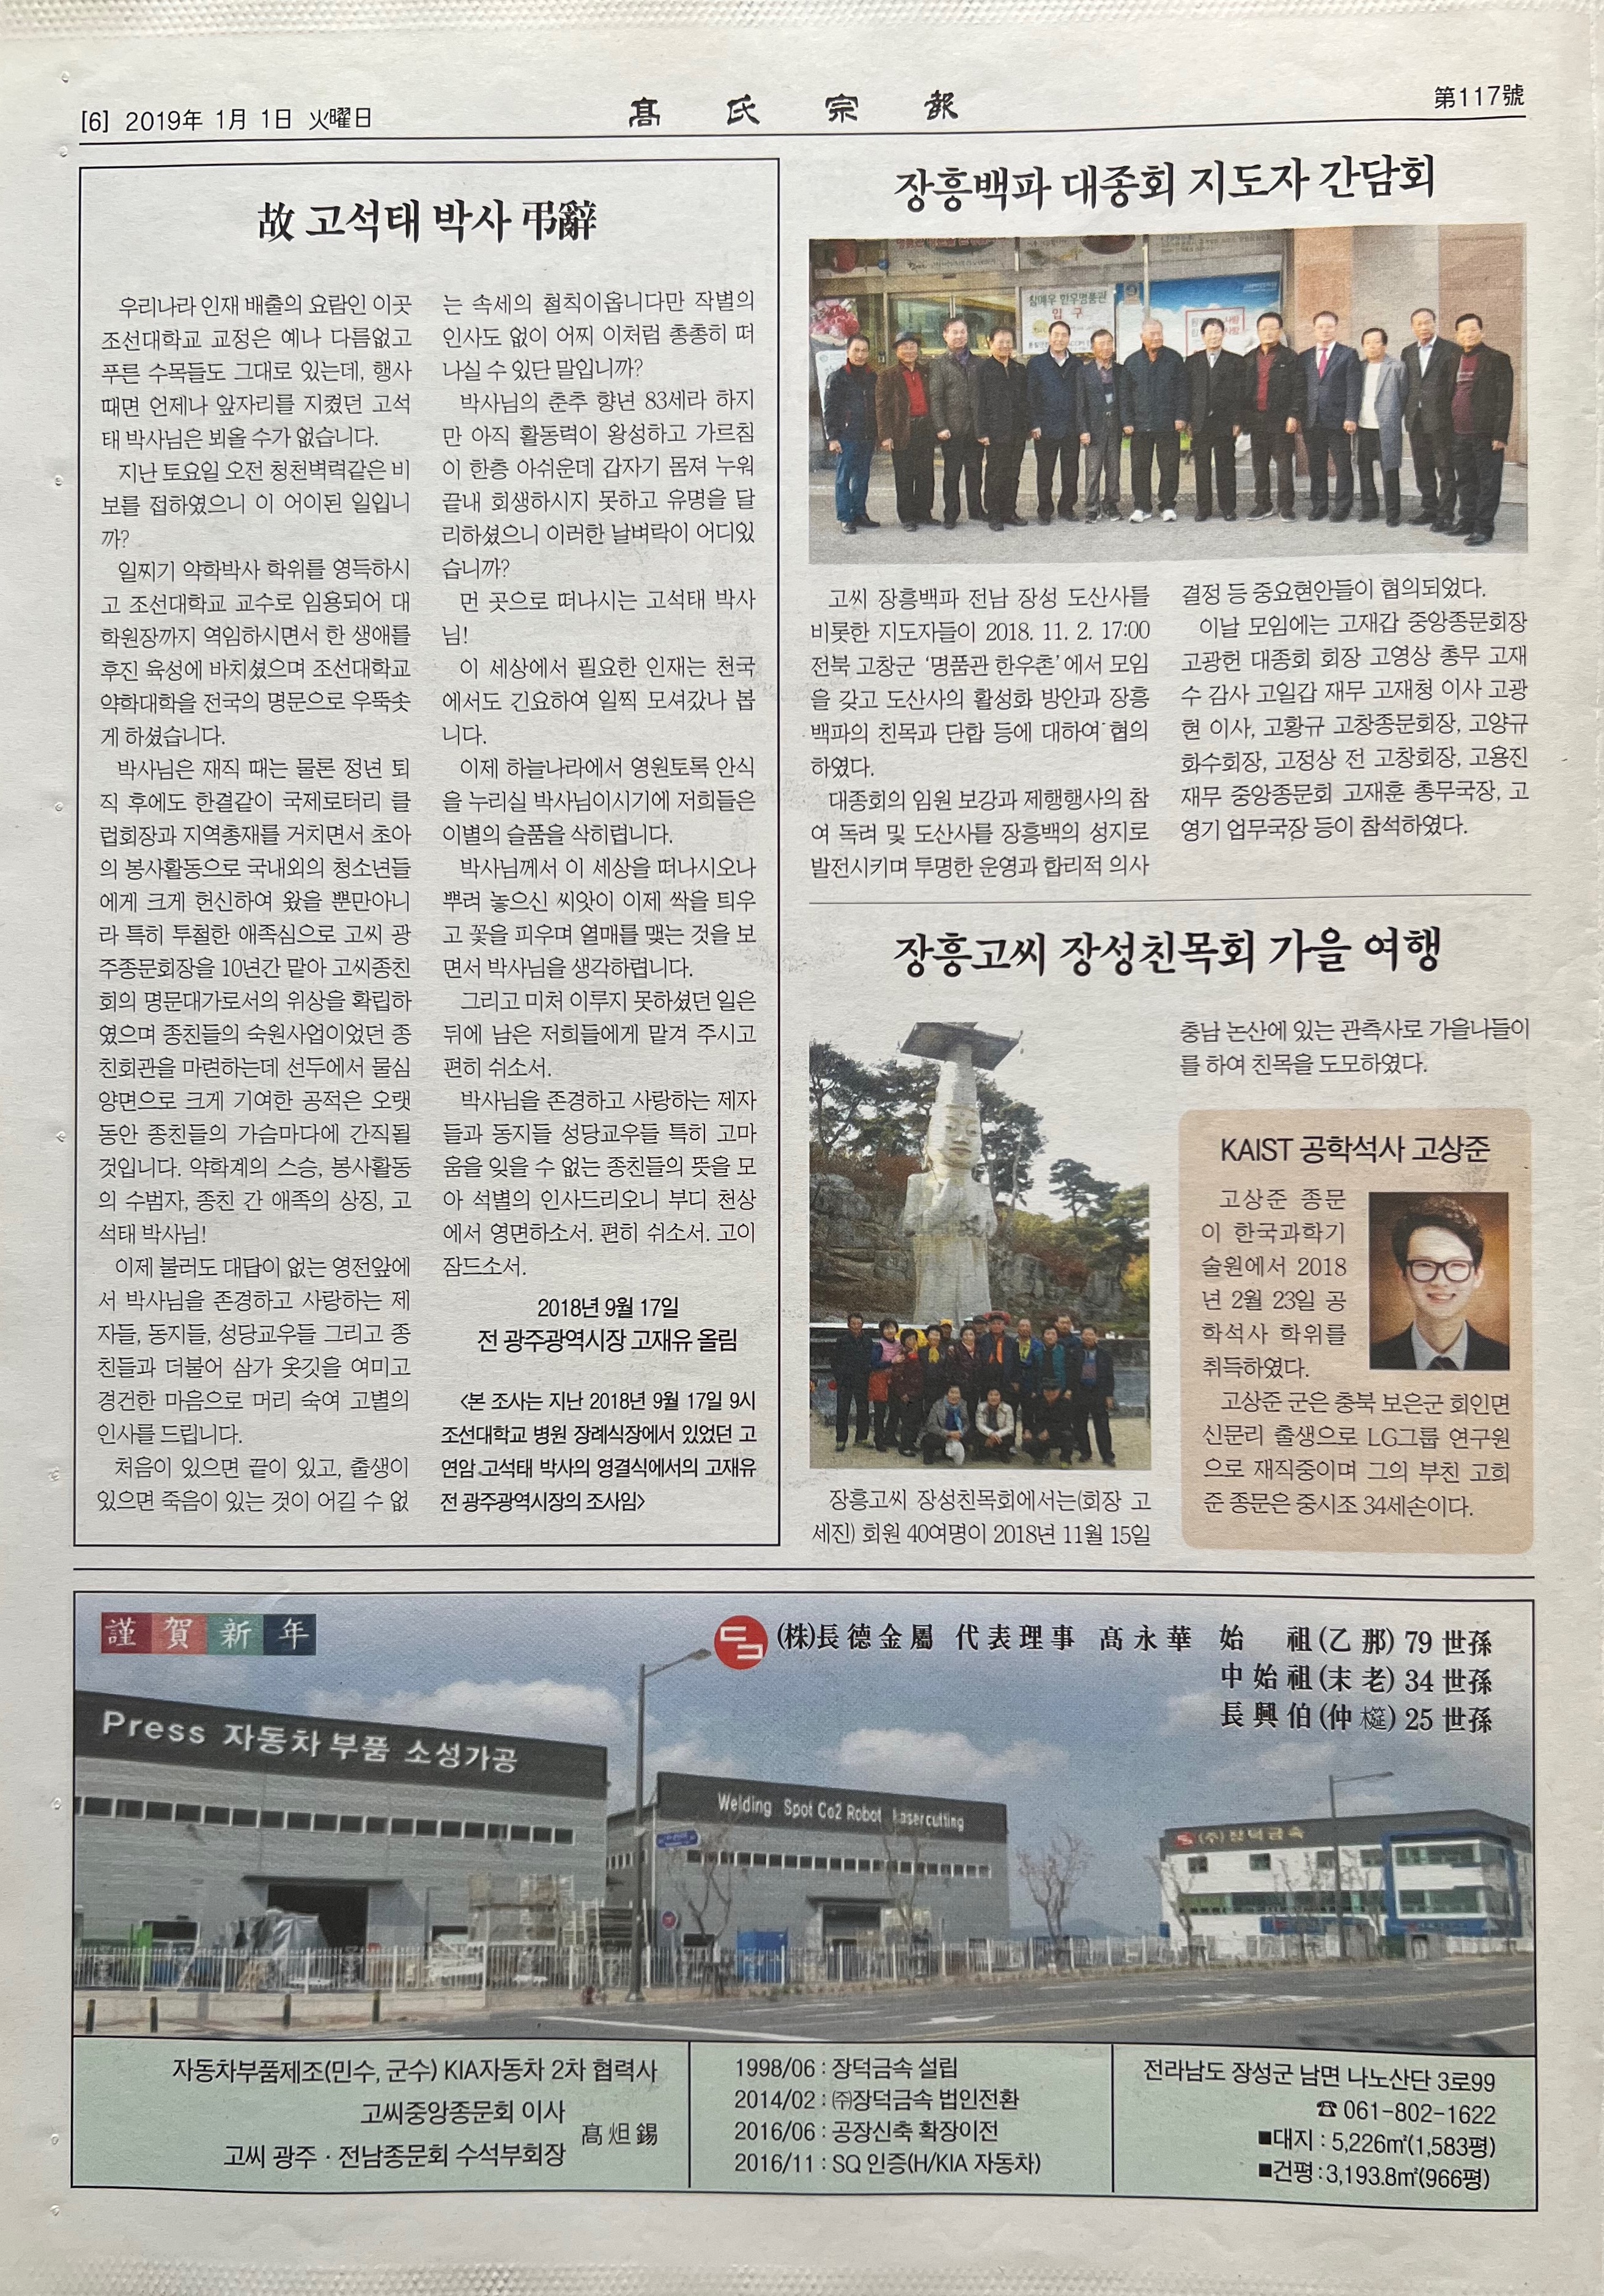 [6] 2019年 1月 1日 火曜日
髙氏宗報
第117號
故 고석태 박사 弔辭
우리나라 인재 배출의 요람인 이곳
조선대학교 교정은 예나 다름없고
푸른 수목들도 그대로 있는데, 행사
때면 언제나 앞자리를 지켰던 고석
태 박사님은 뵈올 수가 없습니다.
지난 토요일 오전 청천벽력같은 비
보를 접하였으니 이 어이된 일입니
까?
일찌기 약학박사 학위를 영득하시
고 조선대학교 교수로 임용되어 대
학원장까지 역임하시면서 한 생애를
후진 육성에 바치셨으며 조선대학교
약학대학을 전국의 명문으로 우뚝솟
게 하셨습니다.
박사님은 재직 때는 물론 정년 퇴
직 후에도 한결같이 국제로터리 클
럽회장과 지역총재를 거치면서 초아
의 봉사활동으로 국내외의 청소년들
에게 크게 헌신하여 왔을 뿐만아니
라 특히 투철한 애족심으로 고씨 광
주종문회장을 10년간 맡아 고씨종친
회의 명문대가로서의 위상을 확립하
였으며 종친들의 숙원사업이었던 종
친회관을 마련하는데 선두에서 물심
양면으로 크게 기여한 공적은 오랫
동안 종친들의 가슴마다에 간직될
것입니다. 약학계의 스승, 봉사활동
의 수범자, 종친 간 애족의 상징, 고
석태 박사님!
이제 불러도 대답이 없는 영전앞에
서 박사님을 존경하고 사랑하는 제
자들, 동지들, 성당교우들 그리고 종
친들과 더불어 삼가 옷깃을 여미고
경건한 마음으로 머리 숙여 고별의
인사를 드립니다.
처음이 있으면 끝이 있고, 출생이
있으면 죽음이 있는 것이 어길 수 없
는 속세의 철칙이옵니다만 작별의
인사도 없이 어찌 이처럼 총총히 떠
나실 수 있단 말입니까?
박사님의 춘추 향년 83세라 하지
만 아직 활동력이 왕성하고 가르침
이 한층 아쉬운데 갑자기 몸져 누워
끝내 회생하시지 못하고 유명을 달
리하셨으니 이러한 날벼락이 어디있
습니까?
먼 곳으로 떠나시는 고석태 박사
님!
이 세상에서 필요한 인재는 천국
에서도 긴요하여 일찍 모셔갔나 봅
니다.
이제 하늘나라에서 영원토록 안식
을 누리실 박사님이시기에 저희들은
이별의 슬품을 삭히렵니다.
박사님께서 이 세상을 떠나시오나
뿌려 놓으신 씨앗이 이제 싹을 틔우
고 꽃을 피우며 열매를 맺는 것을 보
면서 박사님을 생각하렵니다.
그리고 미처 이루지 못하셨던 일은
뒤에 남은 저희들에게 맡겨 주시고
편히 쉬소서.
박사님을 존경하고 사랑하는 제자
들과 동지들 성당교우들 특히 고마
움을 잊을 수 없는 종친들의 뜻을 모
아 석별의 인사드리오니 부디 천상
에서 영면하소서. 편히 쉬소서. 고이
잠드소서.
2018년 9월 17일
전 광주광역시장 고재유 올림
<본 조사는 지난 2018년 9월 17일 9시
조선대학교 병원 장례식장에서 있었던 고
연암 고석태 박사의 영결식에서의 고재유
전 광주광역시장의 조사임>
장흥백파 대종회 지도자 간담회
참예우 한우명품관
입 구
고씨 장흥백파 전남 장성 도산사를
비롯한 지도자들이 2018. 11. 2. 17:00
전북 고창군 ‘명품관 한우촌’에서 모임
을 갖고 도산사의 활성화 방안과 장흥
백파의 친목과 단합 등에 대하여 협의
하였다.
대종회의 임원 보강과 제행행사의 참
여 독려 및 도산사를 장흥백의 성지로
발전시키며 투명한 운영과 합리적 의사
결정 등 중요현안들이 협의되었다.
이날 모임에는 고재갑 중앙종문회장
고광헌 대종회 회장 고영상 총무 고재
수 감사 고일갑 재무 고재청 이사 고광
현 이사, 고황규 고창종문회장, 고양규
화수회장, 고정상 전 고창회장, 고용진
재무 중앙종문회 고재훈 총무국장, 고
영기 업무국장 등이 참석하였다.
장흥고씨 장성친목회 가을 여행
장흥고씨 장성친목회에서는(회장 고
세진) 회원 40여명이 2018년 11월 15일
충남 논산에 있는 관측사로 가을나들이
를 하여 친목을 도모하였다.
KAIST 공학석사 고상준
고상준 종문
이 한국과학기
술원에서 2018
년 2월 23일 공
학석사 학위를
취득하였다.
고상준 군은 충북 보은군 회인면
신문리 출생으로 LG그룹 연구원
으로 재직중이며 그의 부친 고희
준 종문은 중시조 34세손이다.
謹賀新年
(株)長德金屬 代表理事 髙永華 始 祖(乙那) 79 世孫
中始祖(末老) 34 世孫
長興伯(仲㮡) 25 世孫
Press 자동차 부품 소성가공
Welding Spot Co2 Robot Lasercutting
(주)장덕금속
자동차부품제조(민수, 군수) KIA자동차 2차 협력사
고씨중앙종문회 이사
고씨 광주 · 전남종문회 수석부회장
髙炟錫
1998/06 : 장덕금속 설립
2014/02 : ㈜장덕금속 법인전환
2016/06 : 공장신축 확장이전
2016/11 : SQ 인증(H/KIA 자동차)
전라남도 장성군 남면 나노산단 3로99
☎ 061-802-1622
■대지 : 5,226㎡(1,583평)
■건평 : 3,193.8㎡(966평)